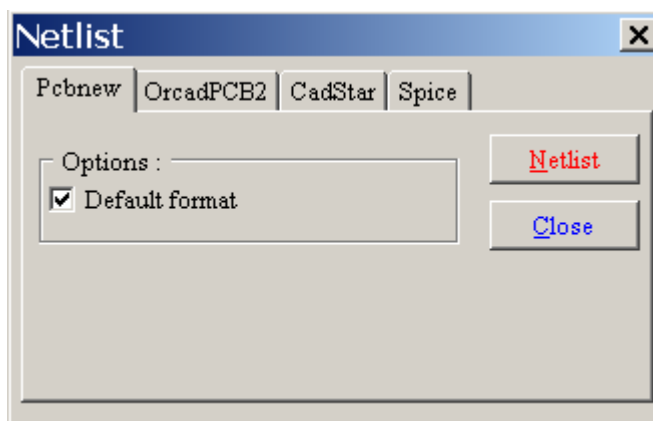 Netlist
Pcbnew OrcadPCB2 CadStar Spice
Options :
Default format
Netlist
Close